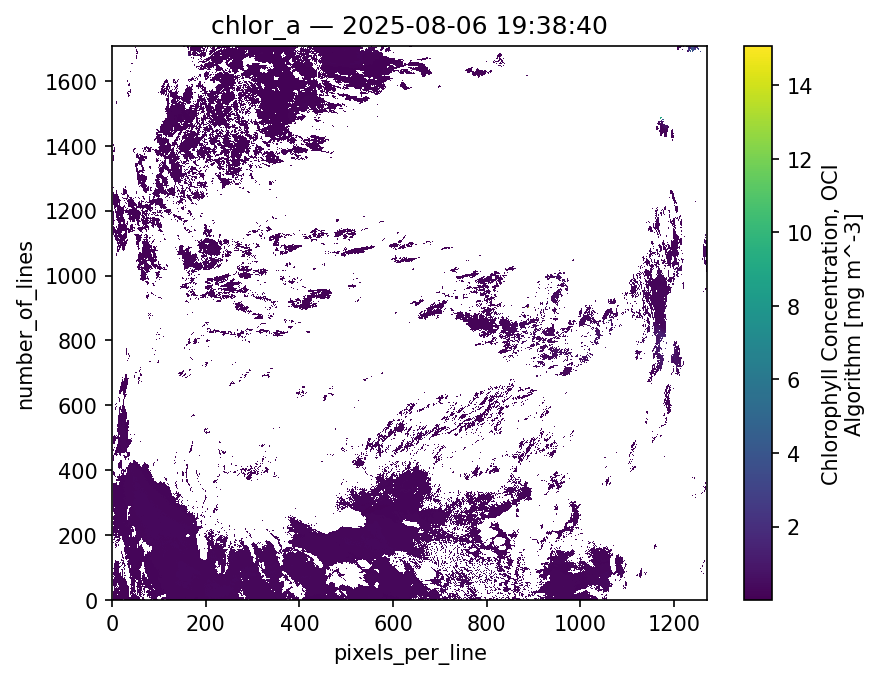 chlor_a — 2025-08-06 19:38:40
1600
1400
1200
1000
800
600
400
200
0
number_of_lines
0 200 400 600 800 1000 1200
pixels_per_line
14
12
10
8
6
4
2
Chlorophyll Concentration, OCI
Algorithm [mg m^-3]